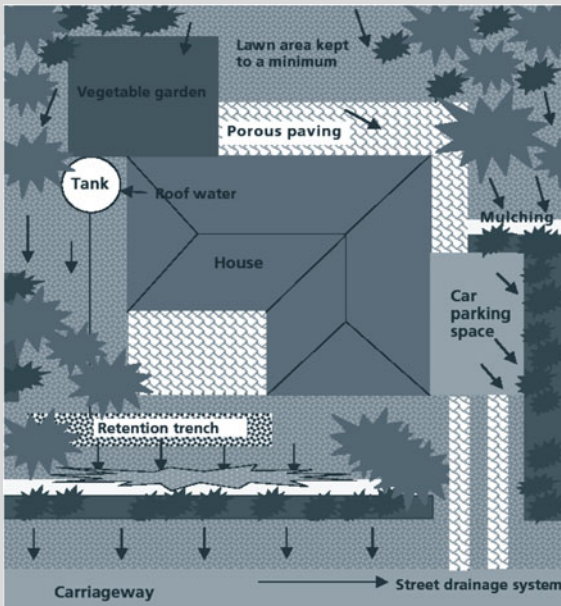 Lawn area kept
to a minimum
Vegetable garden
Porous paving
Tank
Roof water
Mulching
House
Car
parking
space
Retention trench
Carriageway
Street drainage system